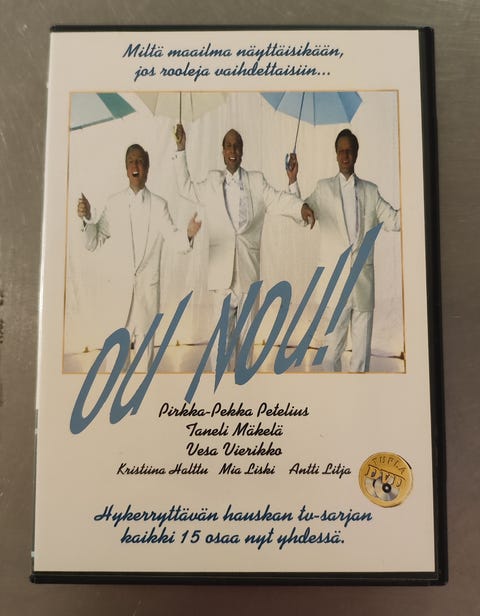 Miltä maailma näyttäisikään,
jos rooleja vaihdettaisiin...
OU NOU!!
Pirkka-Pekka Petelius
Taneli Mäkelä
Vesa Vierikko
Kristiina Halttu Mia Liski Antti Litja
TUPLA
DVD
Hykerryttävän hauskan tv-sarjan
kaikki 15 osaa nyt yhdessä.